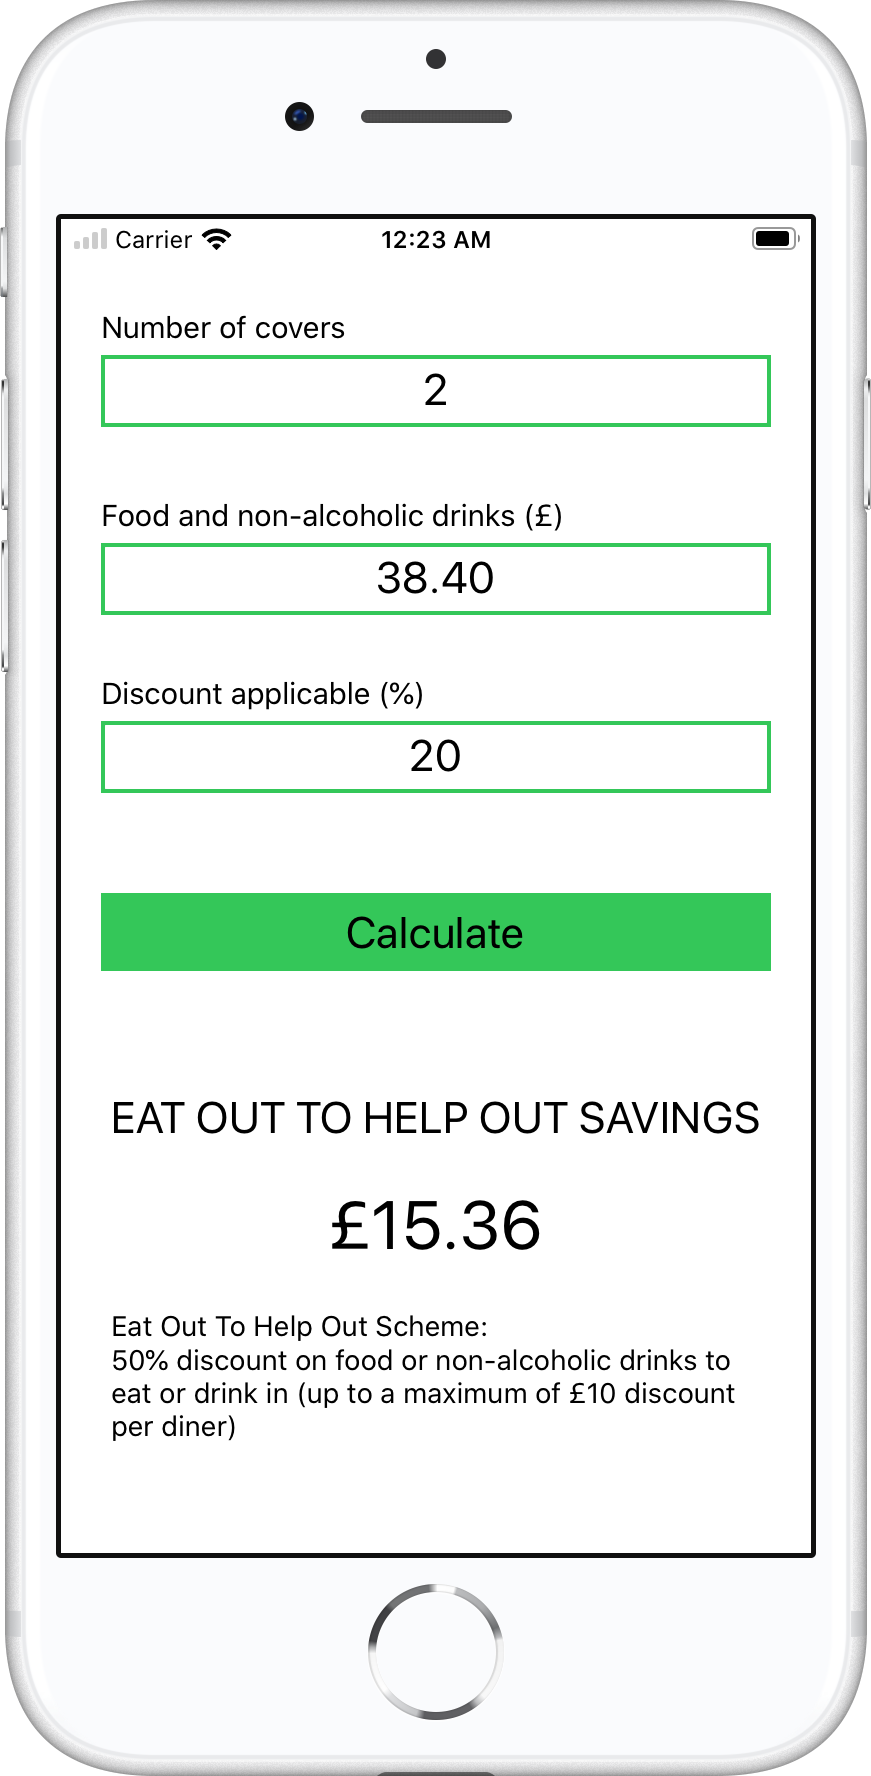 Carrier 12:23 AM
Number of covers
2
Food and non-alcoholic drinks (£)
38.40
Discount applicable (%)
20
Calculate
EAT OUT TO HELP OUT SAVINGS
£15.36
Eat Out To Help Out Scheme:
50% discount on food or non-alcoholic drinks to
eat or drink in (up to a maximum of £10 discount
per diner)